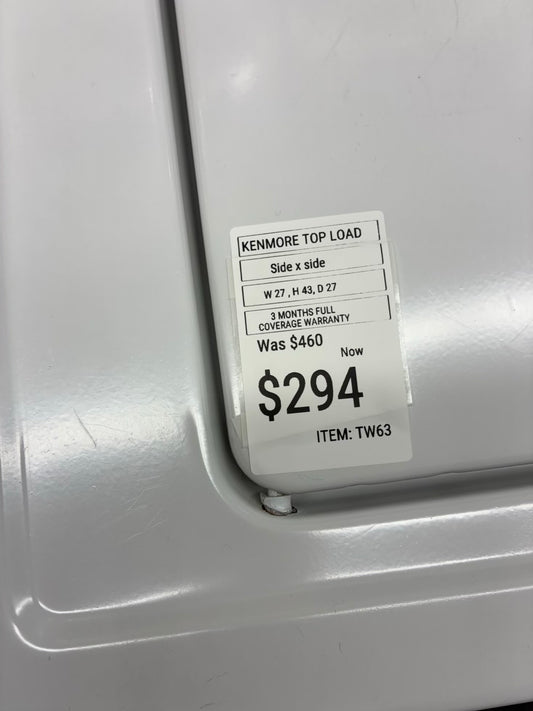 KENMORE TOP LOAD
Side x side
W 27 , H 43, D 27
3 MONTHS FULL
COVERAGE WARRANTY
Was $460
Now
$294
ITEM: TW63